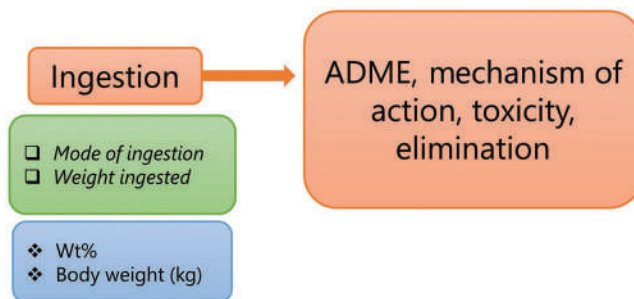 Ingestion
ADME, mechanism of
action, toxicity,
elimination
Mode of ingestion
Weight ingested
Wt%
Body weight (kg)